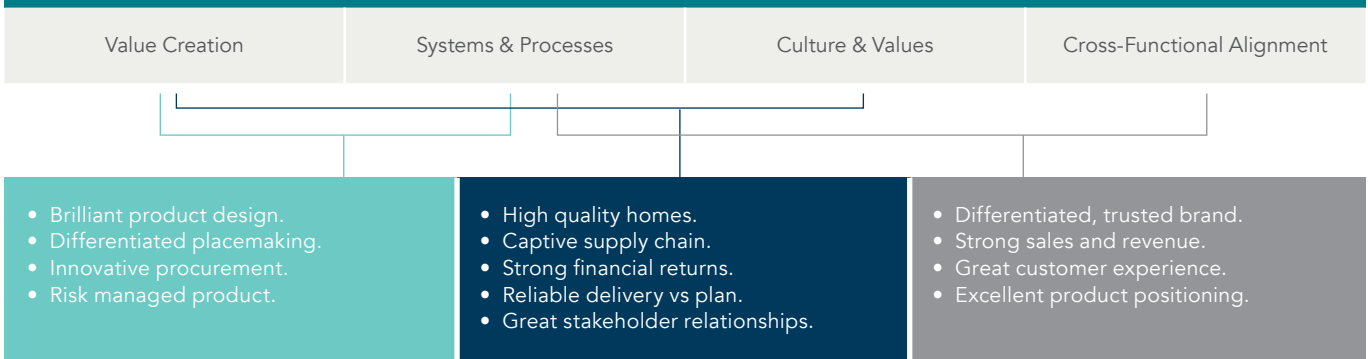 Value Creation
Systems & Processes
Culture & Values
Cross-Functional Alignment
• Brilliant product design.
• Differentiated placemaking.
• Innovative procurement.
• Risk managed product.
• High quality homes.
• Captive supply chain.
• Strong financial returns.
• Reliable delivery vs plan.
• Great stakeholder relationships.
• Differentiated, trusted brand.
• Strong sales and revenue.
• Great customer experience.
• Excellent product positioning.